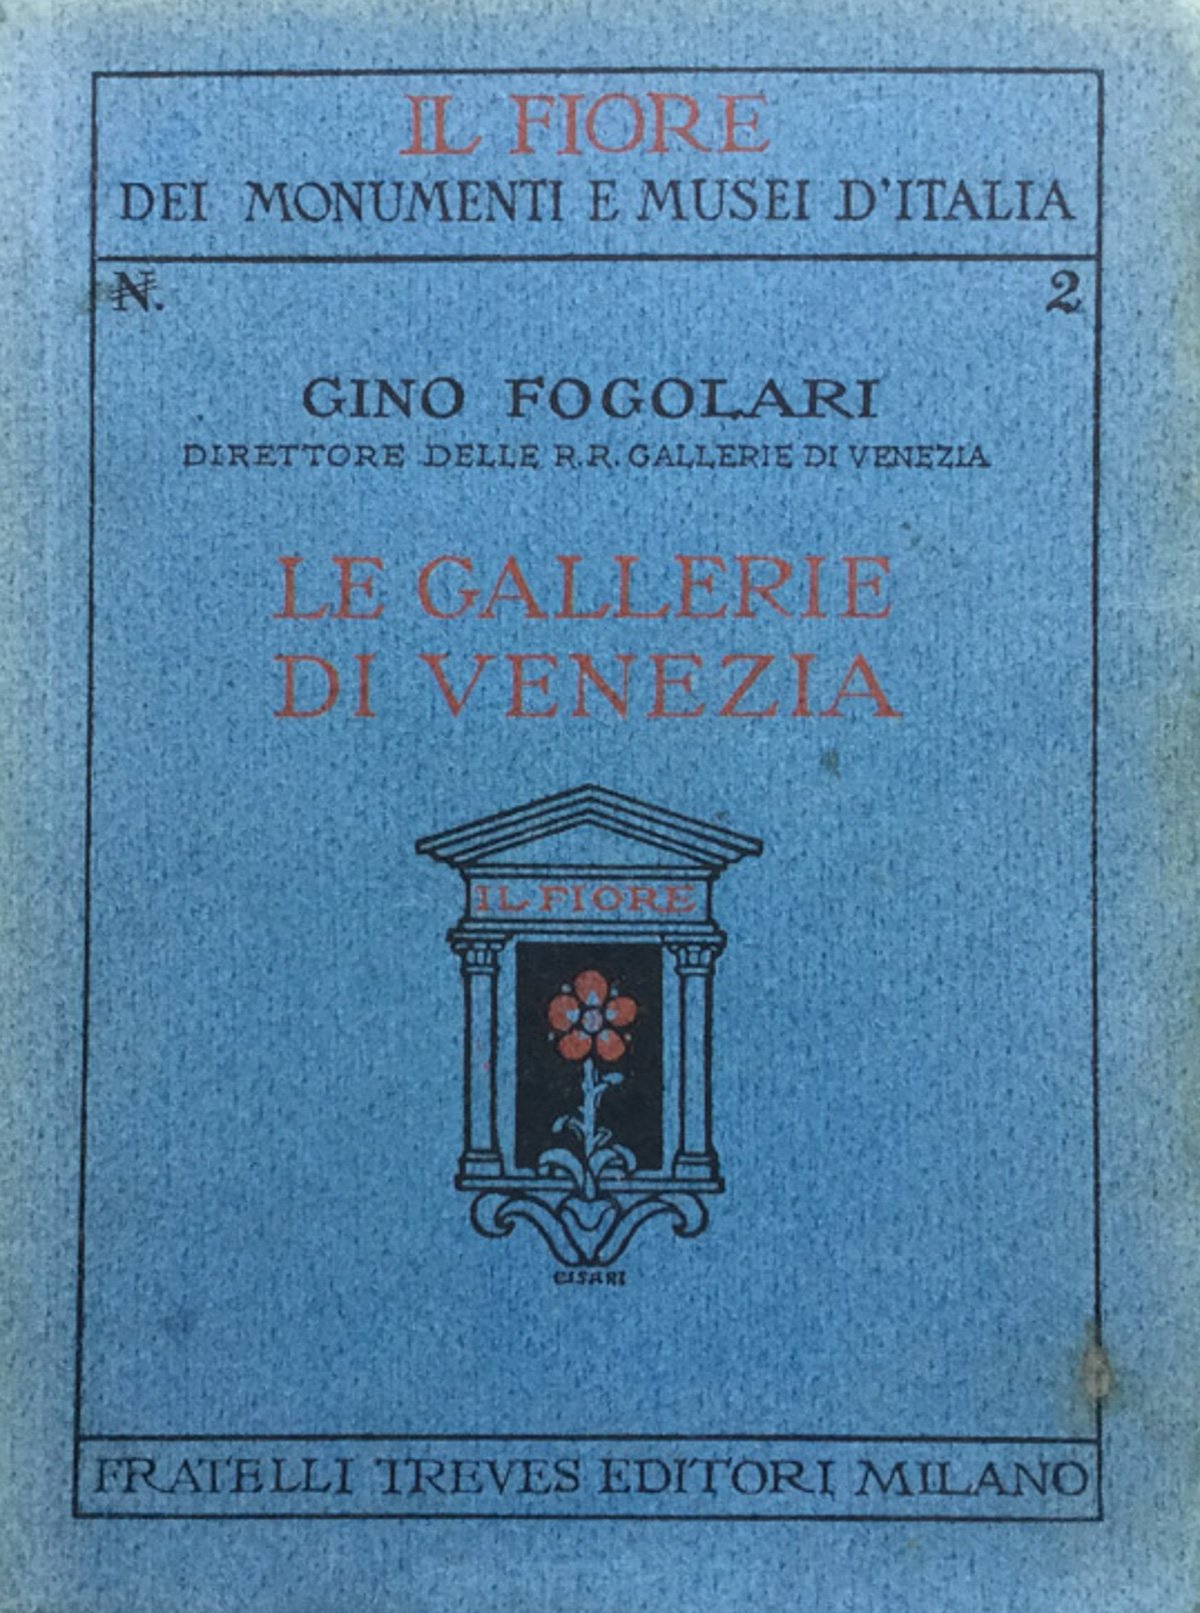 IL FIORE
DEI MONUMENTI E MUSEI D'ITALIA
N. 2
GINO FOGOLARI
DIRETTORE DELLE R.R. GALLERIE DI VENEZIA
LE GALLERIE
DI VENEZIA
IL FIORE
CISARI
FRATELLI TREVES EDITORI MILANO